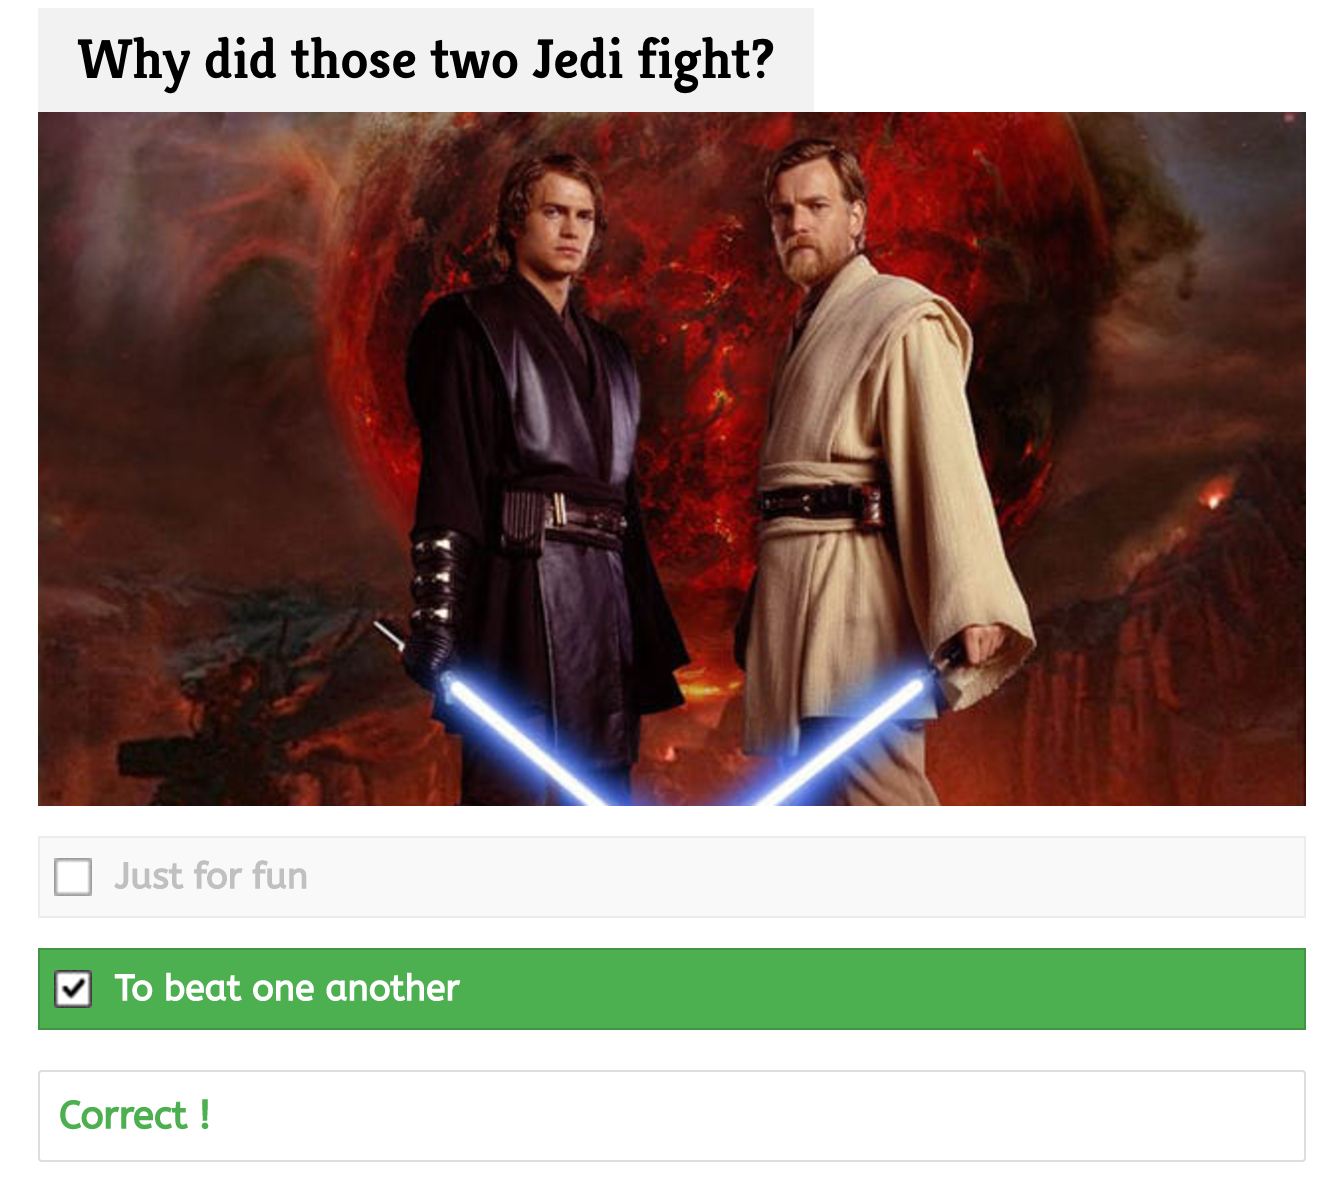 Why did those two Jedi fight?
Just for fun
To beat one another
Correct !